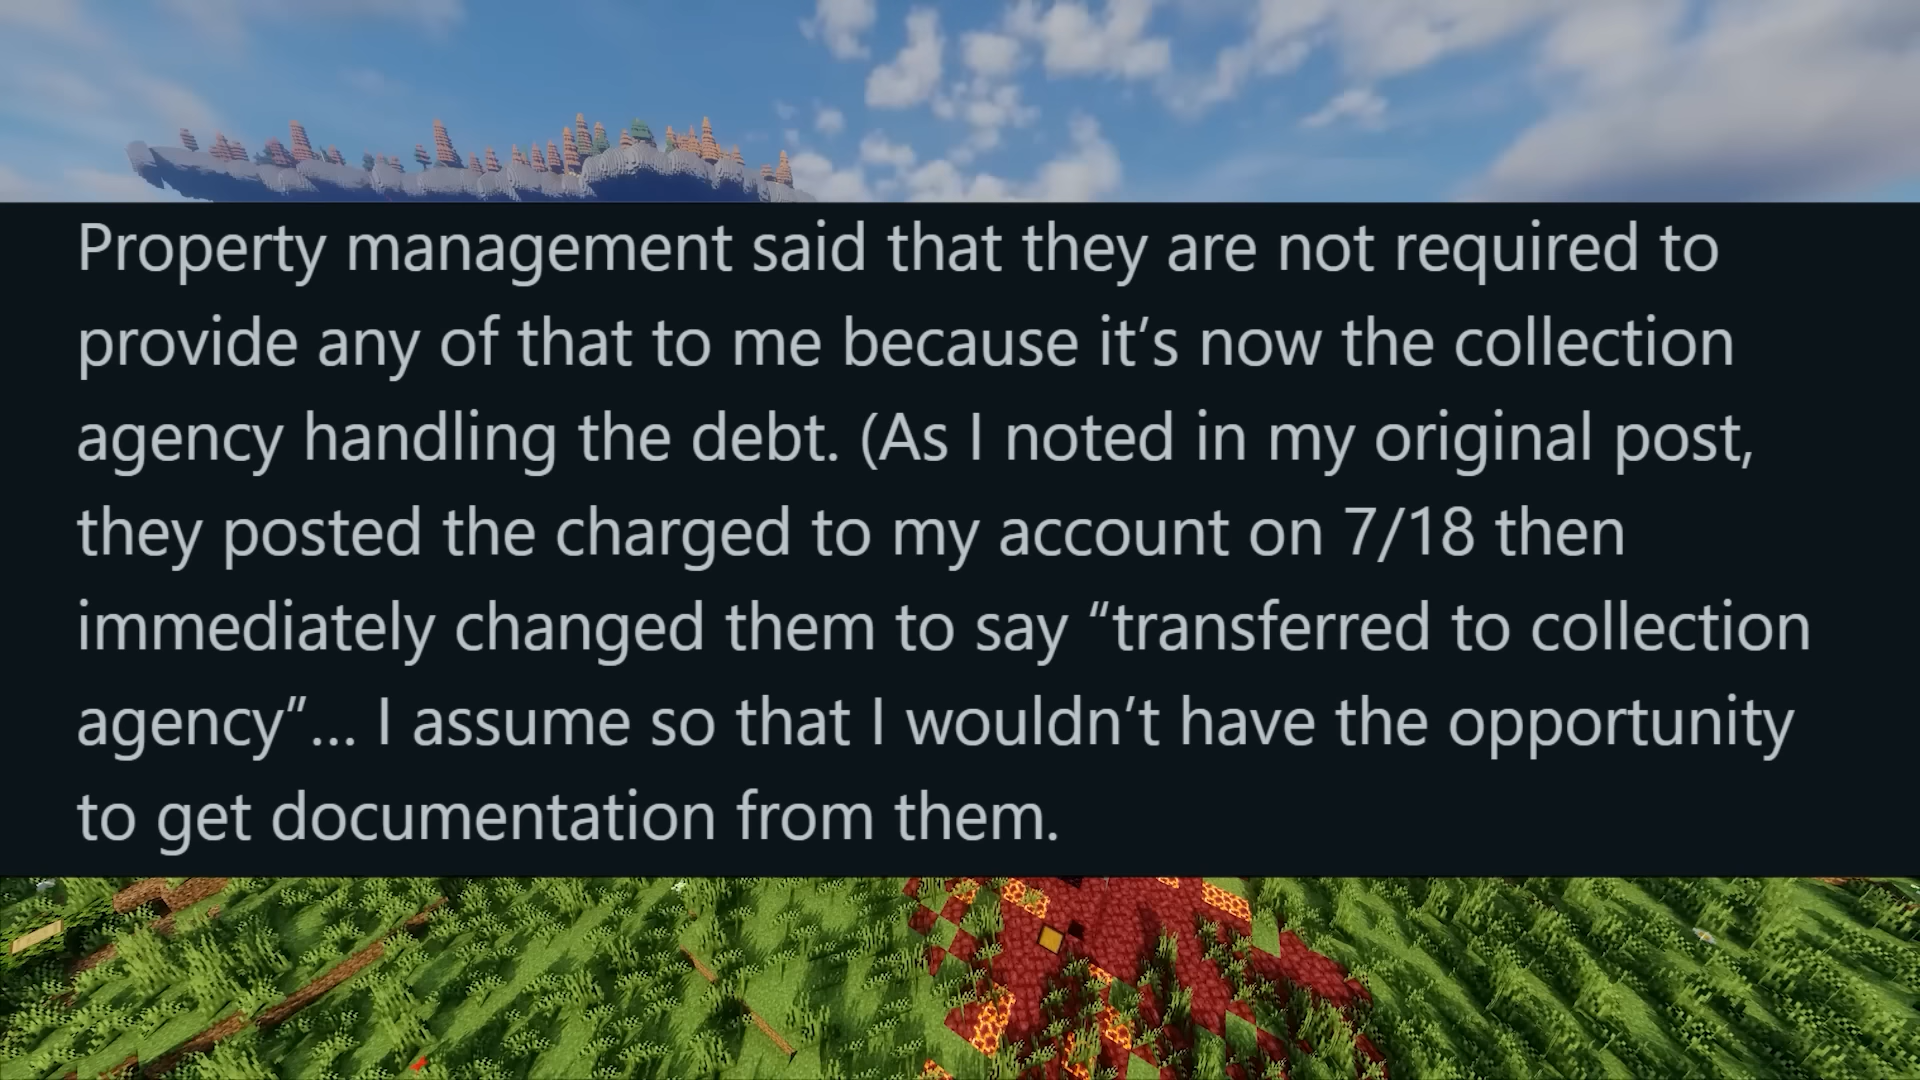 Property management said that they are not required to
provide any of that to me because it’s now the collection
agency handling the debt. (As I noted in my original post,
they posted the charged to my account on 7/18 then
immediately changed them to say “transferred to collection
agency”… I assume so that I wouldn’t have the opportunity
to get documentation from them.